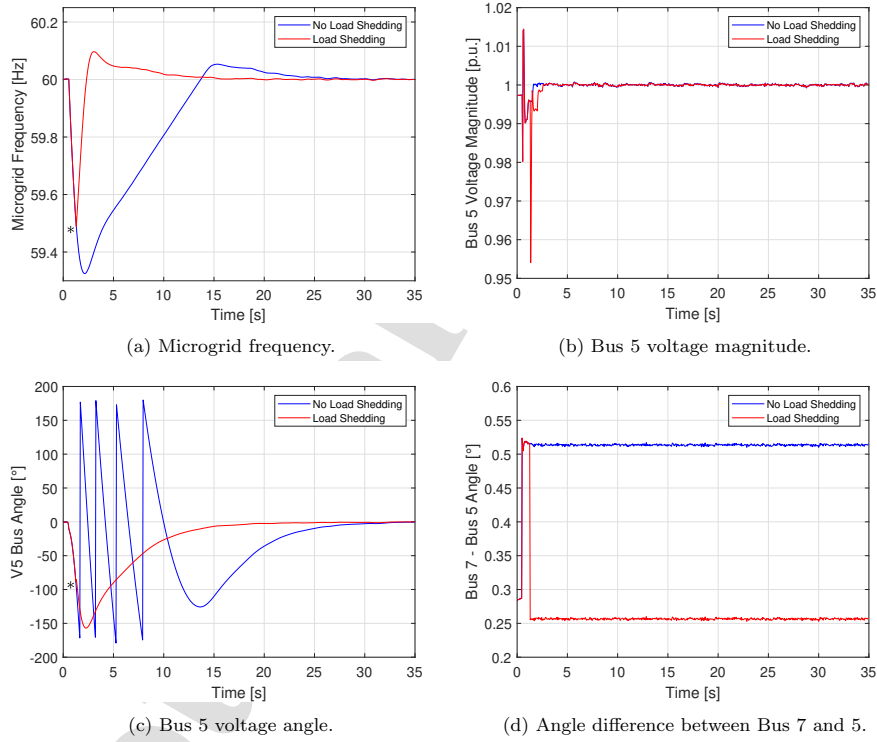 60.2
60
59.8
59.6
59.4
Microgrid Frequency [Hz]
No Load Shedding
Load Shedding
*
0 5 10 15 20 25 30 35
Time [s]
(a) Microgrid frequency.
1.02
1.01
1
0.99
0.98
0.97
0.96
0.95
Bus 5 Voltage Magnitude [p.u.]
No Load Shedding
Load Shedding
0 5 10 15 20 25 30 35
Time [s]
(b) Bus 5 voltage magnitude.
200
150
100
50
0
-50
-100
-150
-200
V5 Bus Angle [°]
No Load Shedding
Load Shedding
*
0 5 10 15 20 25 30 35
Time [s]
(c) Bus 5 voltage angle.
0.6
0.55
0.5
0.45
0.4
0.35
0.3
0.25
0.2
Bus 7 - Bus 5 Angle [°]
No Load Shedding
Load Shedding
0 5 10 15 20 25 30 35
Time [s]
(d) Angle difference between Bus 7 and 5.